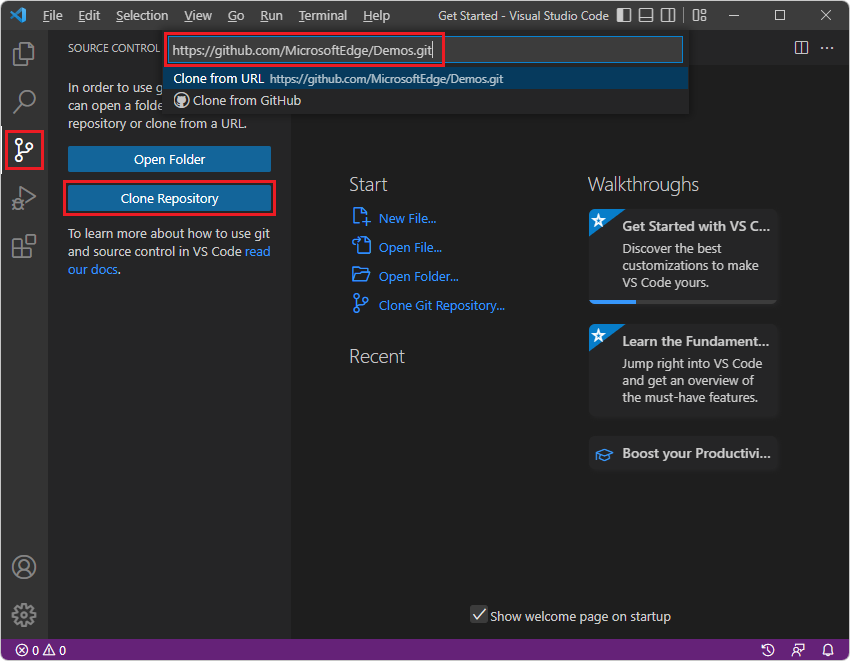 File Edit Selection View Go Run Terminal Help Get Started - Visual Studio Code
SOURCE CONTROL
https://github.com/MicrosoftEdge/Demos.git
Clone from URL https://github.com/MicrosoftEdge/Demos.git
Clone from GitHub
In order to use g
can open a folde
repository or clone from a URL.
Open Folder
Clone Repository
To learn more about how to use git
and source control in VS Code read
our docs.
Start
New File...
Open File...
Open Folder...
Clone Git Repository...
Recent
Walkthroughs
Get Started with VS C...
Discover the best
customizations to make
VS Code yours.
Learn the Fundament...
Jump right into VS Code
and get an overview of
the must-have features.
Boost your Productivi...
Show welcome page on startup
0 0